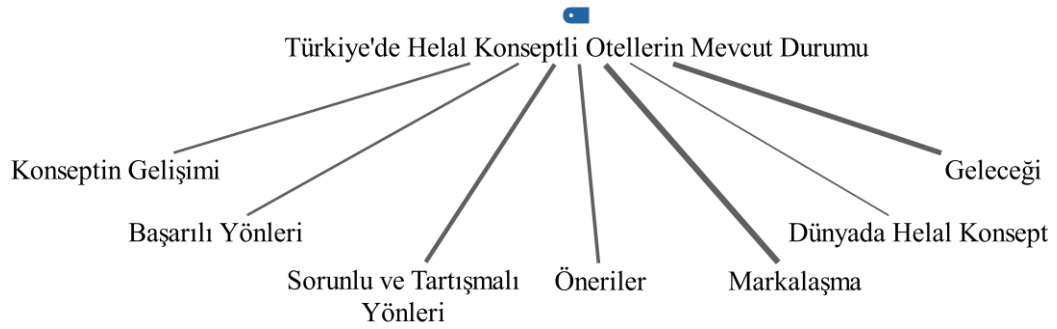 Türkiye'de Helal Konseptli Otellerin Mevcut Durumu
Konseptin Gelişimi
Geleceği
Başarılı Yönleri
Dünyada Helal Konsept
Sorunlu ve Tartışmalı
Yönleri
Öneriler
Markalaşma